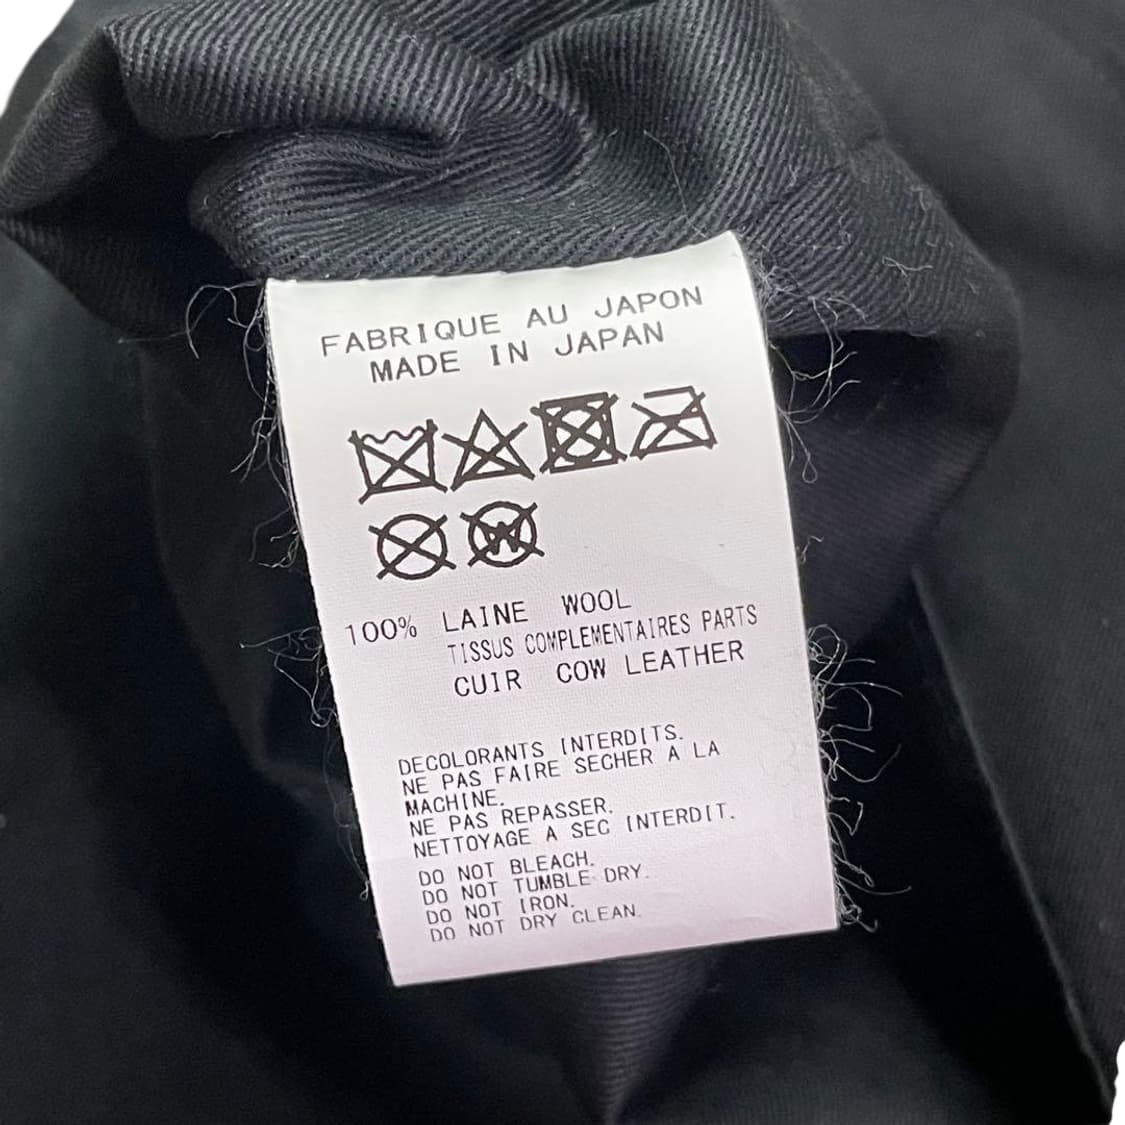 FABRIQUE AU JAPON
MADE IN JAPAN
W
100% LAINE WOOL
TISSUS COMPLEMENTAIRES PARTS
CUIR COW LEATHER
DECOLORANTS INTERDITS.
NE PAS FAIRE SECHER A LA
MACHINE.
NE PAS REPASSER.
NETTOYAGE A SEC INTERDIT.
DO NOT BLEACH.
DO NOT TUMBLE DRY.
DO NOT IRON.
DO NOT DRY CLEAN.